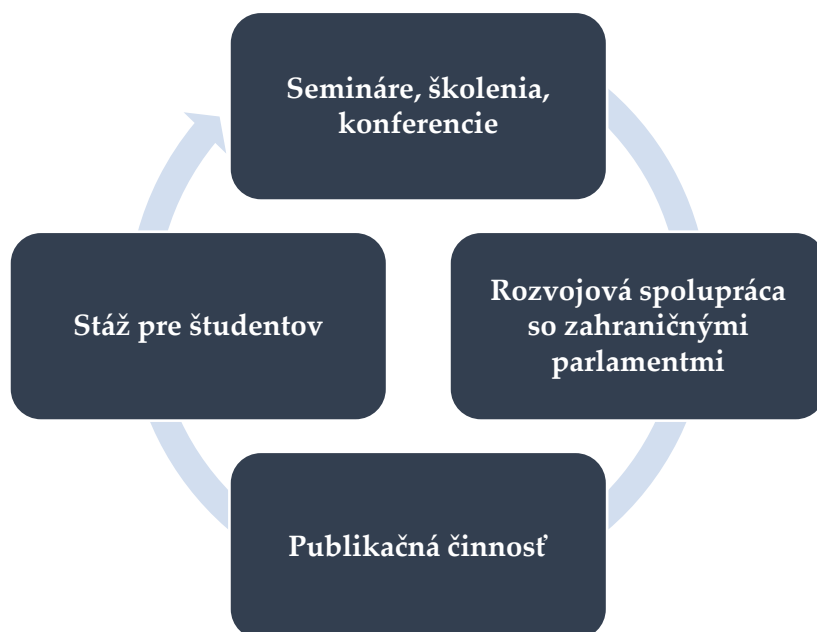 Semináre, školenia,
konferencie
Rozvojová spolupráca
so zahraničnými
parlamentmi
Publikačná činnosť
Stáž pre študentov